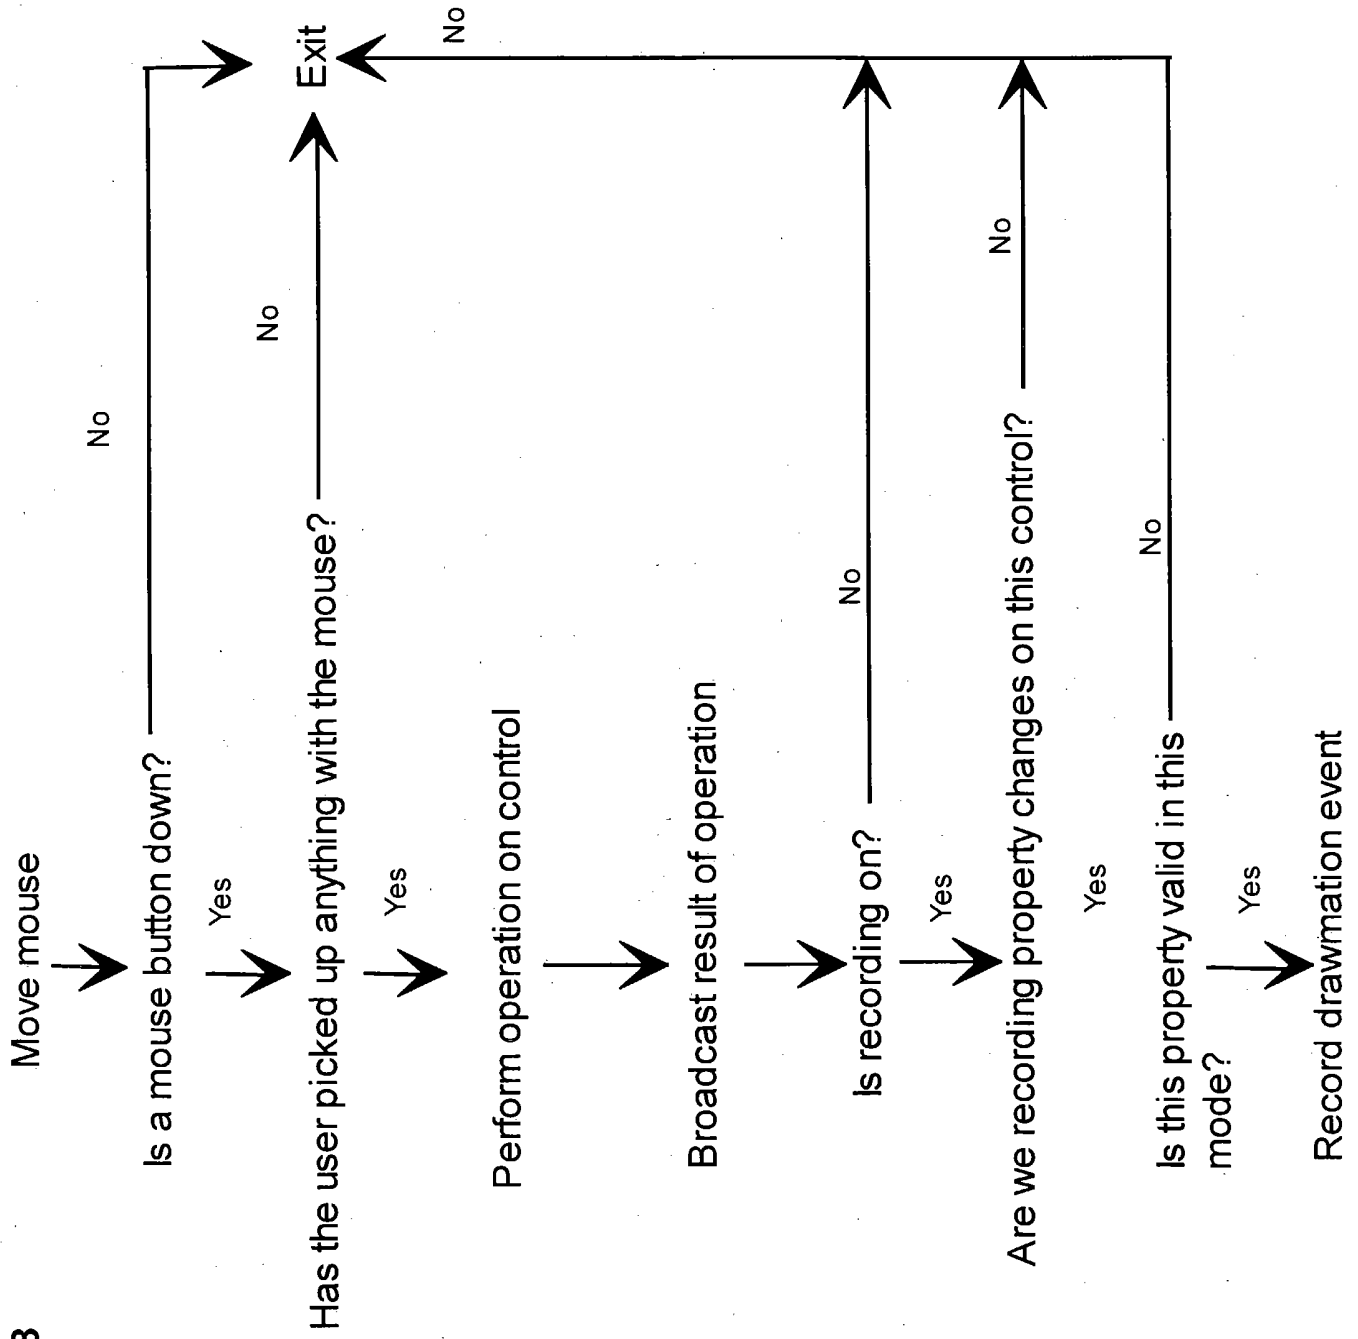 Move mouse
Is a mouse button down?
No
Yes
Has the user picked up anything with the mouse?
No
Exit
Yes
Perform operation on control
Broadcast result of operation
No
Is recording on?
No
Yes
Are we recording property changes on this control?
No
Yes
Is this property valid in this
mode?
No
Yes
Record drawmation event